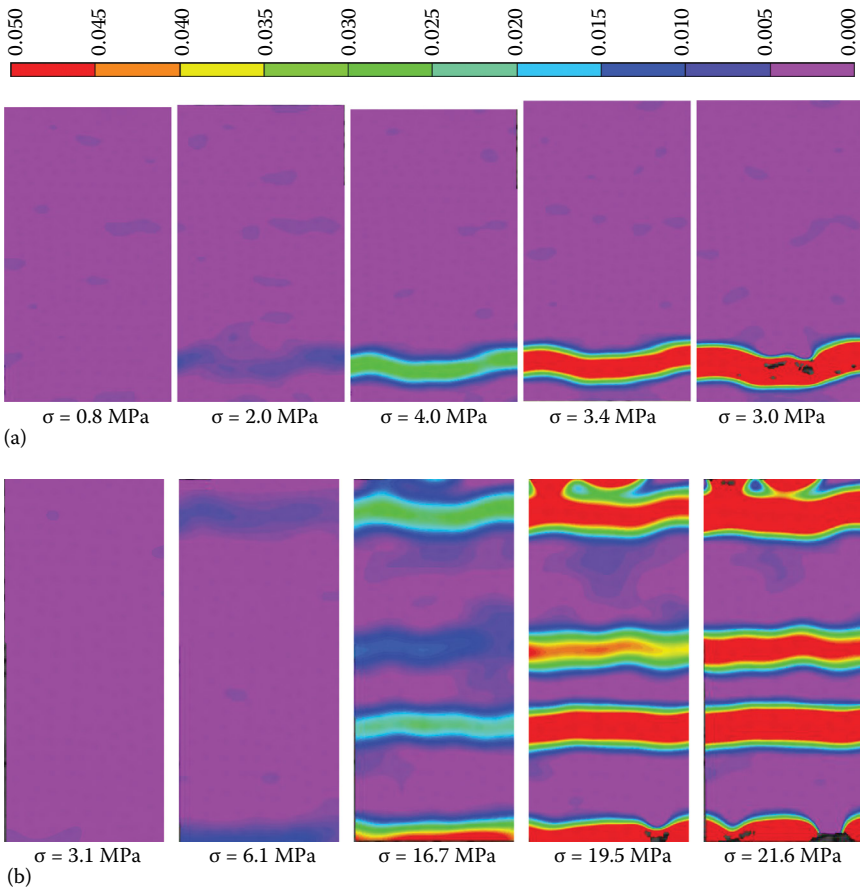 0.050 0.045 0.040 0.035 0.030 0.025 0.020 0.015 0.010 0.005 0.000
σ = 0.8 MPa σ = 2.0 MPa σ = 4.0 MPa σ = 3.4 MPa σ = 3.0 MPa
(a)
σ = 3.1 MPa σ = 6.1 MPa σ = 16.7 MPa σ = 19.5 MPa σ = 21.6 MPa
(b)